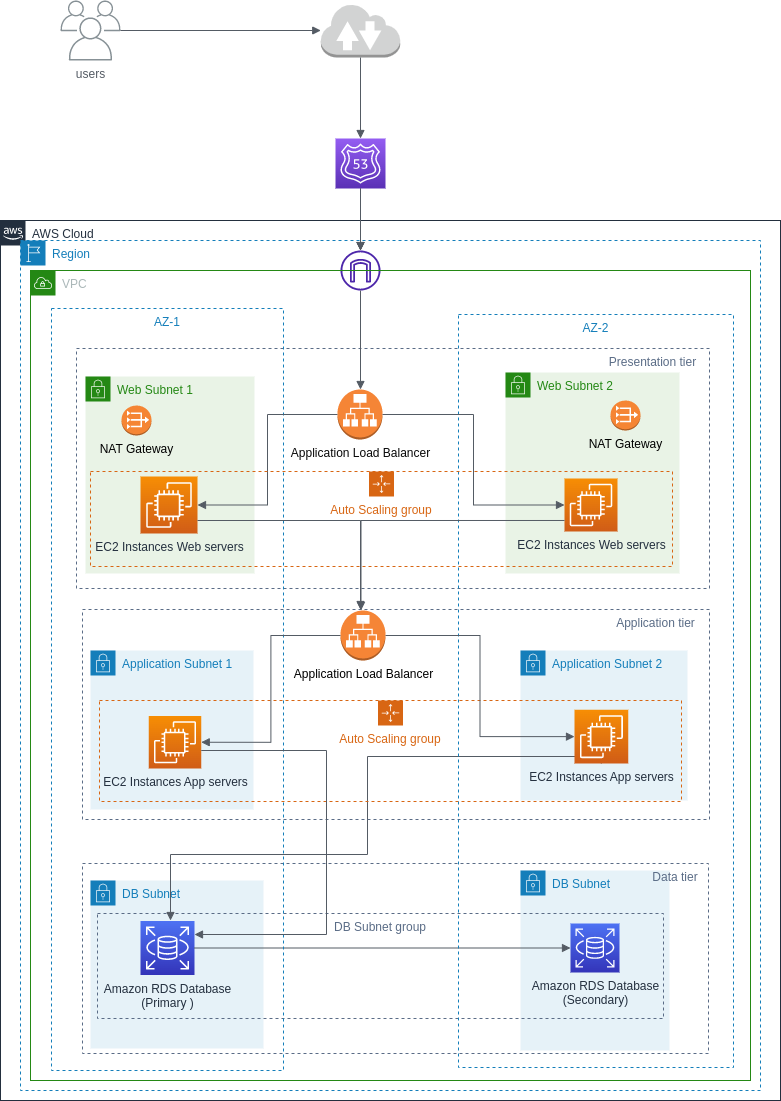 users
53
aws
AWS Cloud
Region
VPC
AZ-1
AZ-2
Presentation tier
Web Subnet 1
Web Subnet 2
NAT Gateway
NAT Gateway
Application Load Balancer
Auto Scaling group
EC2 Instances Web servers
EC2 Instances Web servers
Application tier
Application Subnet 1
Application Subnet 2
Application Load Balancer
Auto Scaling group
EC2 Instances App servers
EC2 Instances App servers
Data tier
DB Subnet
DB Subnet
DB Subnet group
Amazon RDS Database
(Primary )
Amazon RDS Database
(Secondary)